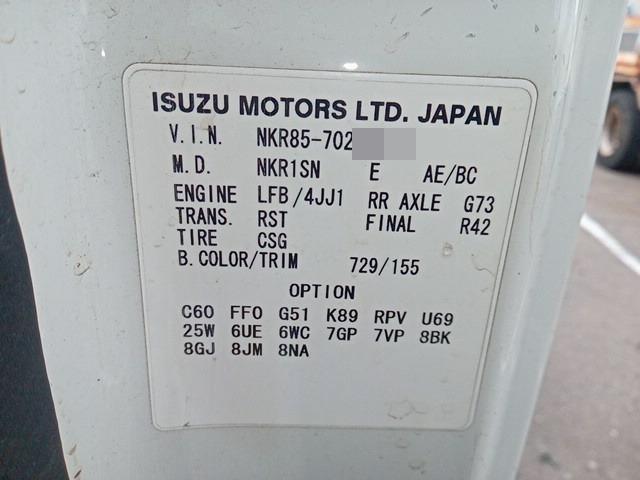 ISUZU MOTORS LTD. JAPAN
V.I.N. NKR85-702
M.D. NKR1SN E AE/BC
ENGINE LFB/4JJ1 RR AXLE G73
TRANS. RST FINAL R42
TIRE CSG
B.COLOR/TRIM 729/155
OPTION
C60 FF0 G51 K89 RPV U69
25W 6UE 6WC 7GP 7VP 8BK
8GJ 8JM 8NA